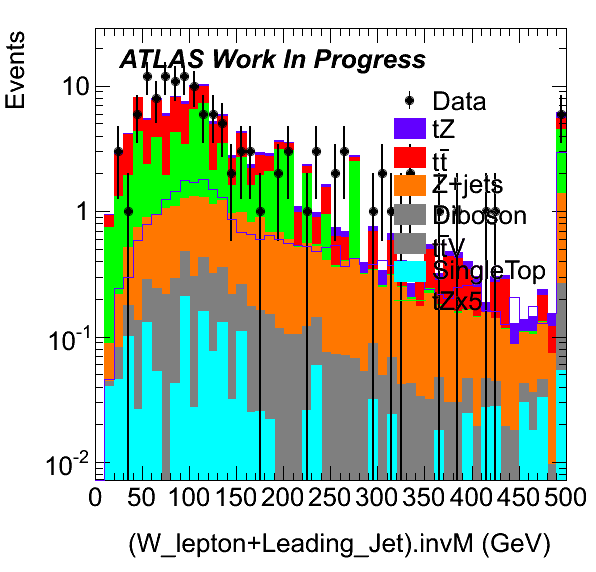 ATLAS Work In Progress
Events
Data
tZ
tt̄
Z+jets
Diboson
tt̄V
SingleTop
tZx5
10
1
10⁻¹
10⁻²
0 50 100 150 200 250 300 350 400 450 500
(W_lepton+Leading_Jet).invM (GeV)